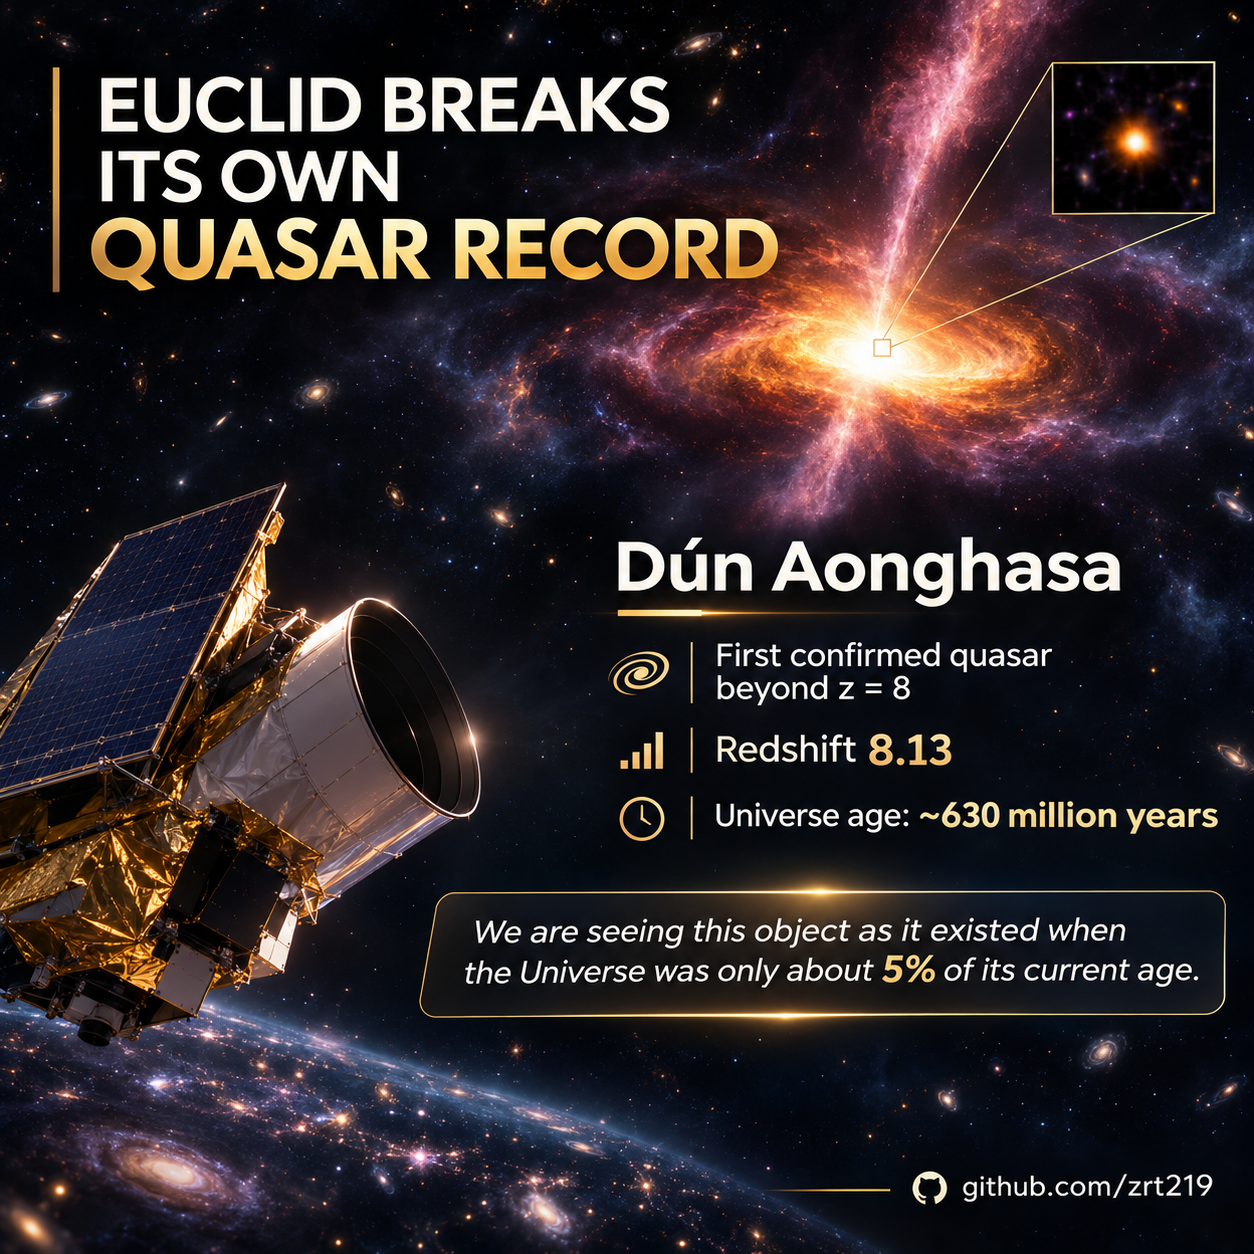 EUCLID BREAKS
ITS OWN
QUASAR RECORD
Dún Aonghasa
First confirmed quasar
beyond z = 8
Redshift 8.13
Universe age: ~630 million years
We are seeing this object as it existed when
the Universe was only about 5% of its current age.
github.com/zrt219